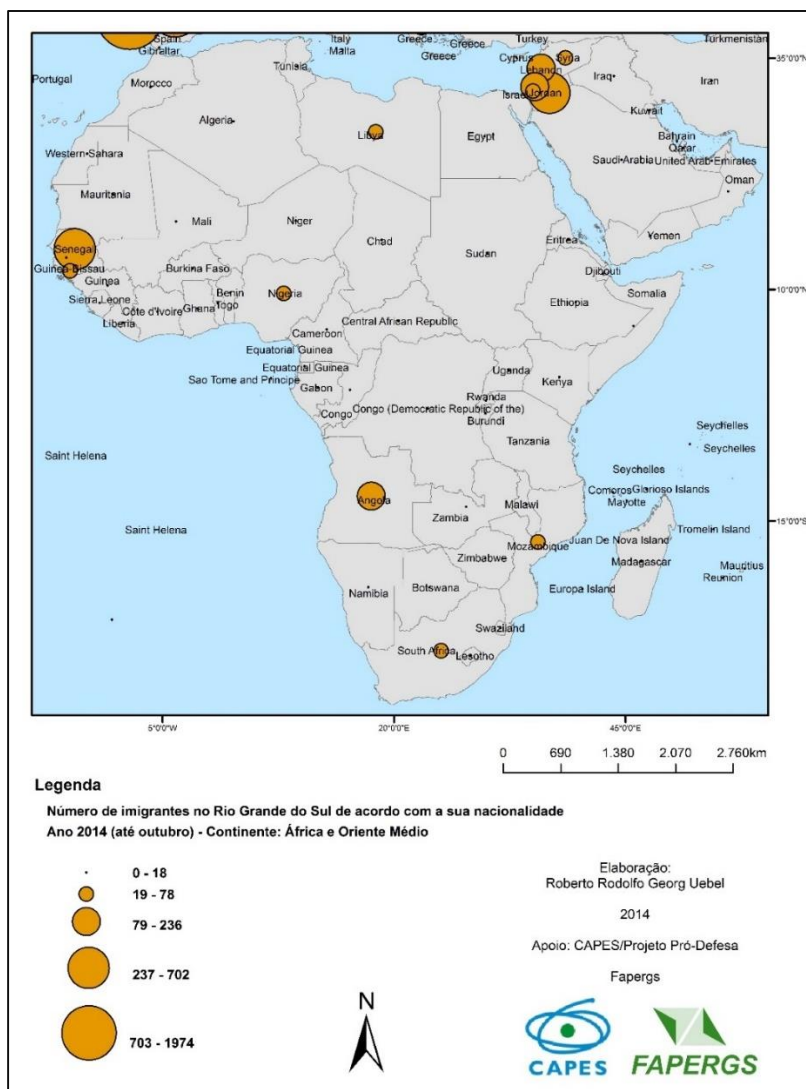 Spain Italy Greece Greece Turkey Turkmenistan
Gibraltar Malta Greece Cyprus Syria
Portugal Tunisia Lebanon Iraq Iran 35°0'0"N
Morocco Israel Jordan
Algeria Libya Egypt Kuwait
Bahrain
Qatar
Western Sahara Saudi Arabia United Arab Emirates
Oman
Mauritania
Mali Niger
Senegal Chad Sudan Eritrea Yemen
Guinea Bissau Burkina Faso Djibouti
Guinea Benin Nigeria Somalia 10°0'0"N
Sierra Leone Côte d'Ivoire Ghana Togo Ethiopia
Liberia Cameroon Central African Republic
Equatorial Guinea
Equatorial Guinea Uganda
Sao Tome and Principe Gabon Kenya
Rwanda
Congo Congo (Democratic Republic of the)
Burundi Seychelles
Tanzania Seychelles
Saint Helena Seychelles
Comoros Glorioso Islands
Angola Malawi Mayotte
Zambia 15°0'0"S
Saint Helena Tromelin Island
Mozambique Juan De Nova Island
Zimbabwe Madagascar Mauritius
Reunion
Namibia Botswana Europa Island
Swaziland
South Africa Lesotho
5°0'0"W 20°0'0"E 45°0'0"E
0 690 1.380 2.070 2.760km
Legenda
Número de imigrantes no Rio Grande do Sul de acordo com a sua nacionalidade
Ano 2014 (até outubro) - Continente: África e Oriente Médio
0 - 18
19 - 78
79 - 236
237 - 702
703 - 1974
N
Elaboração:
Roberto Rodolfo Georg Uebel
2014
Apoio: CAPES/Projeto Pró-Defesa
Fapergs
CAPES
FAPERGS